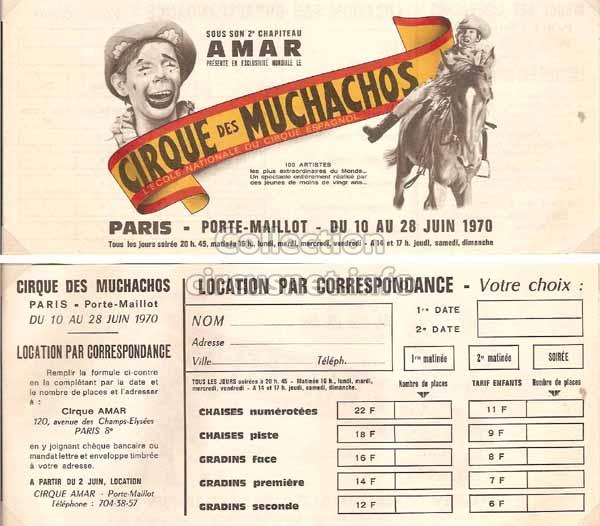 SOUS SON 2e CHAPITEAU
AMAR
PRÉSENTE EN EXCLUSIVITÉ MONDIALE LE
CIRQUE DES MUCHACHOS
L'ÉCOLE NATIONALE DU CIRQUE ESPAGNOL
100 ARTISTES
les plus extraordinaires du Monde...
Un spectacle entièrement réalisé par
des jeunes de moins de vingt ans...
PARIS - PORTE-MAILLOT - DU 10 AU 28 JUIN 1970
Tous les jours soirée 20 h. 45, matinée 16 h. lundi, mardi, mercredi, vendredi - A 14 et 17 h. jeudi, samedi, dimanche
Collection
circusnet.info
CIRQUE DES MUCHACHOS
PARIS - Porte-Maillot
DU 10 AU 28 JUIN 1970
LOCATION PAR CORRESPONDANCE
Remplir la formule ci-contre
en la complétant par la date et
le nombre de places et l'adresser
à :
Cirque AMAR
120, avenue des Champs-Elysées
PARIS 8e
en y joignant chèque bancaire ou
mandat lettre et enveloppe timbrée
à votre adresse.
A PARTIR DU 2 JUIN, LOCATION
CIRQUE AMAR - Porte-Maillot
Téléphone : 704-38-57
LOCATION PAR CORRESPONDANCE - Votre choix :
NOM
Adresse
Ville Téléph.
1re DATE
2e DATE
1re matinée 2e matinée SOIRÉE
TOUS LES JOURS soirées à 20 h. 45 - Matinées 16 h., lundi, mardi,
mercredi, vendredi - A 14 et 17 h. jeudi, samedi, dimanche.
Nombre de places TARIF ENFANTS Nombre de places
CHAISES numérotées 22 F 11 F
CHAISES piste 18 F 9 F
GRADINS face 16 F 8 F
GRADINS première 14 F 7 F
GRADINS seconde 12 F 6 F